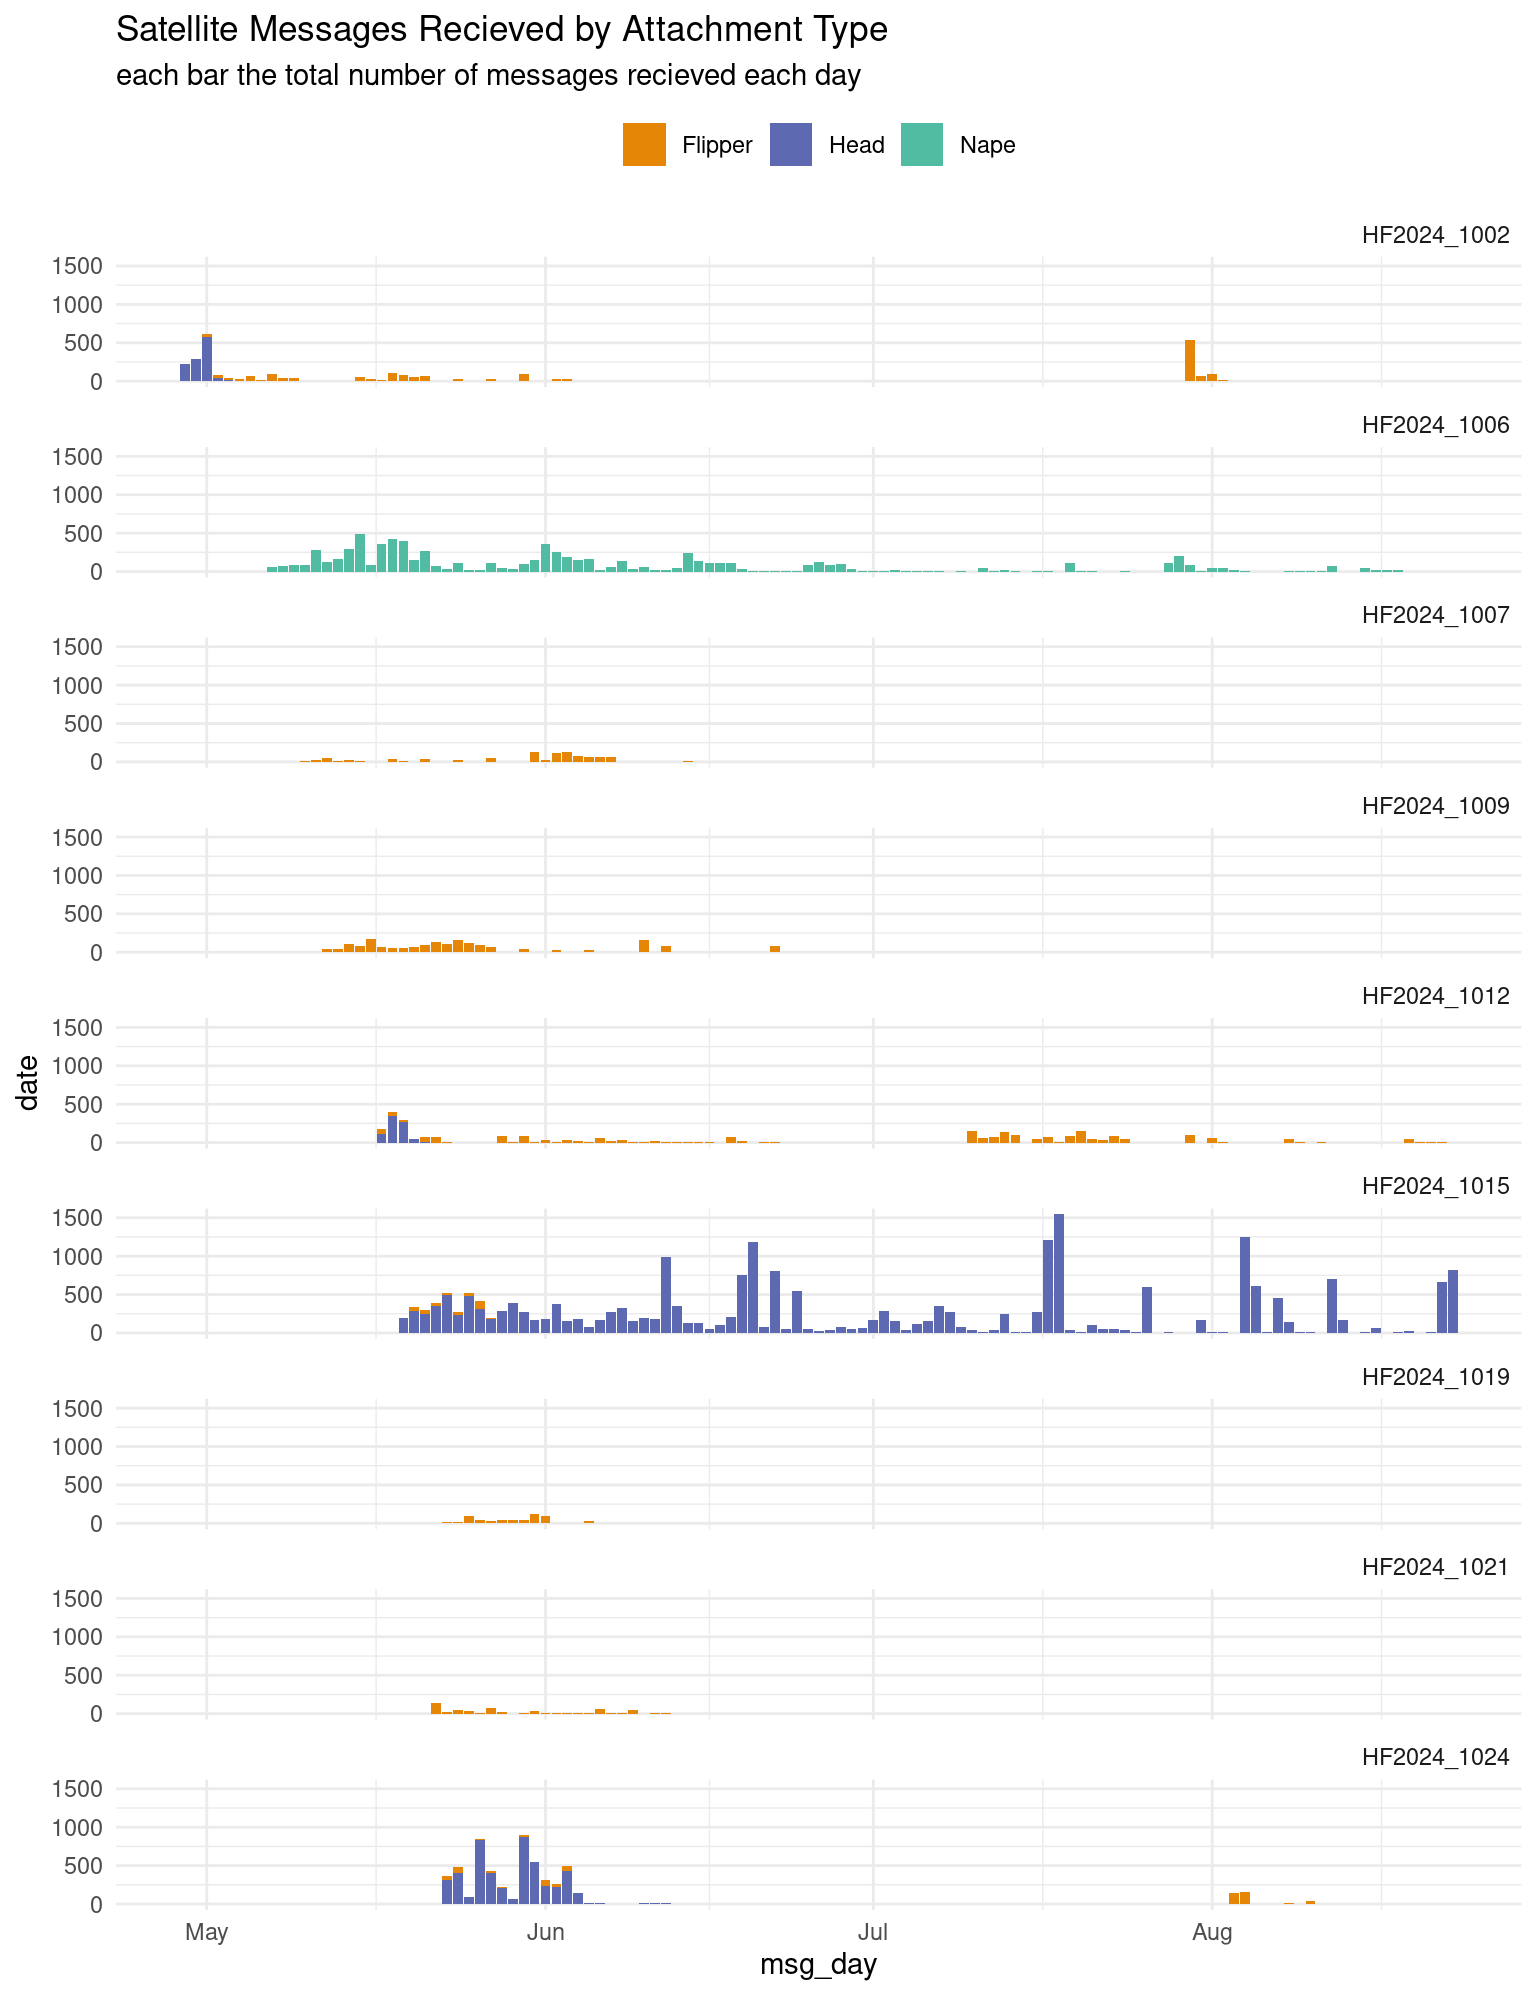 Satellite Messages Recieved by Attachment Type
each bar the total number of messages recieved each day
Flipper Head Nape
HF2024_1002
1500
1000
500
0
HF2024_1006
1500
1000
500
0
HF2024_1007
1500
1000
500
0
HF2024_1009
1500
1000
500
0
HF2024_1012
1500
1000
500
0
date
HF2024_1015
1500
1000
500
0
HF2024_1019
1500
1000
500
0
HF2024_1021
1500
1000
500
0
HF2024_1024
1500
1000
500
0
May Jun Jul Aug
msg_day